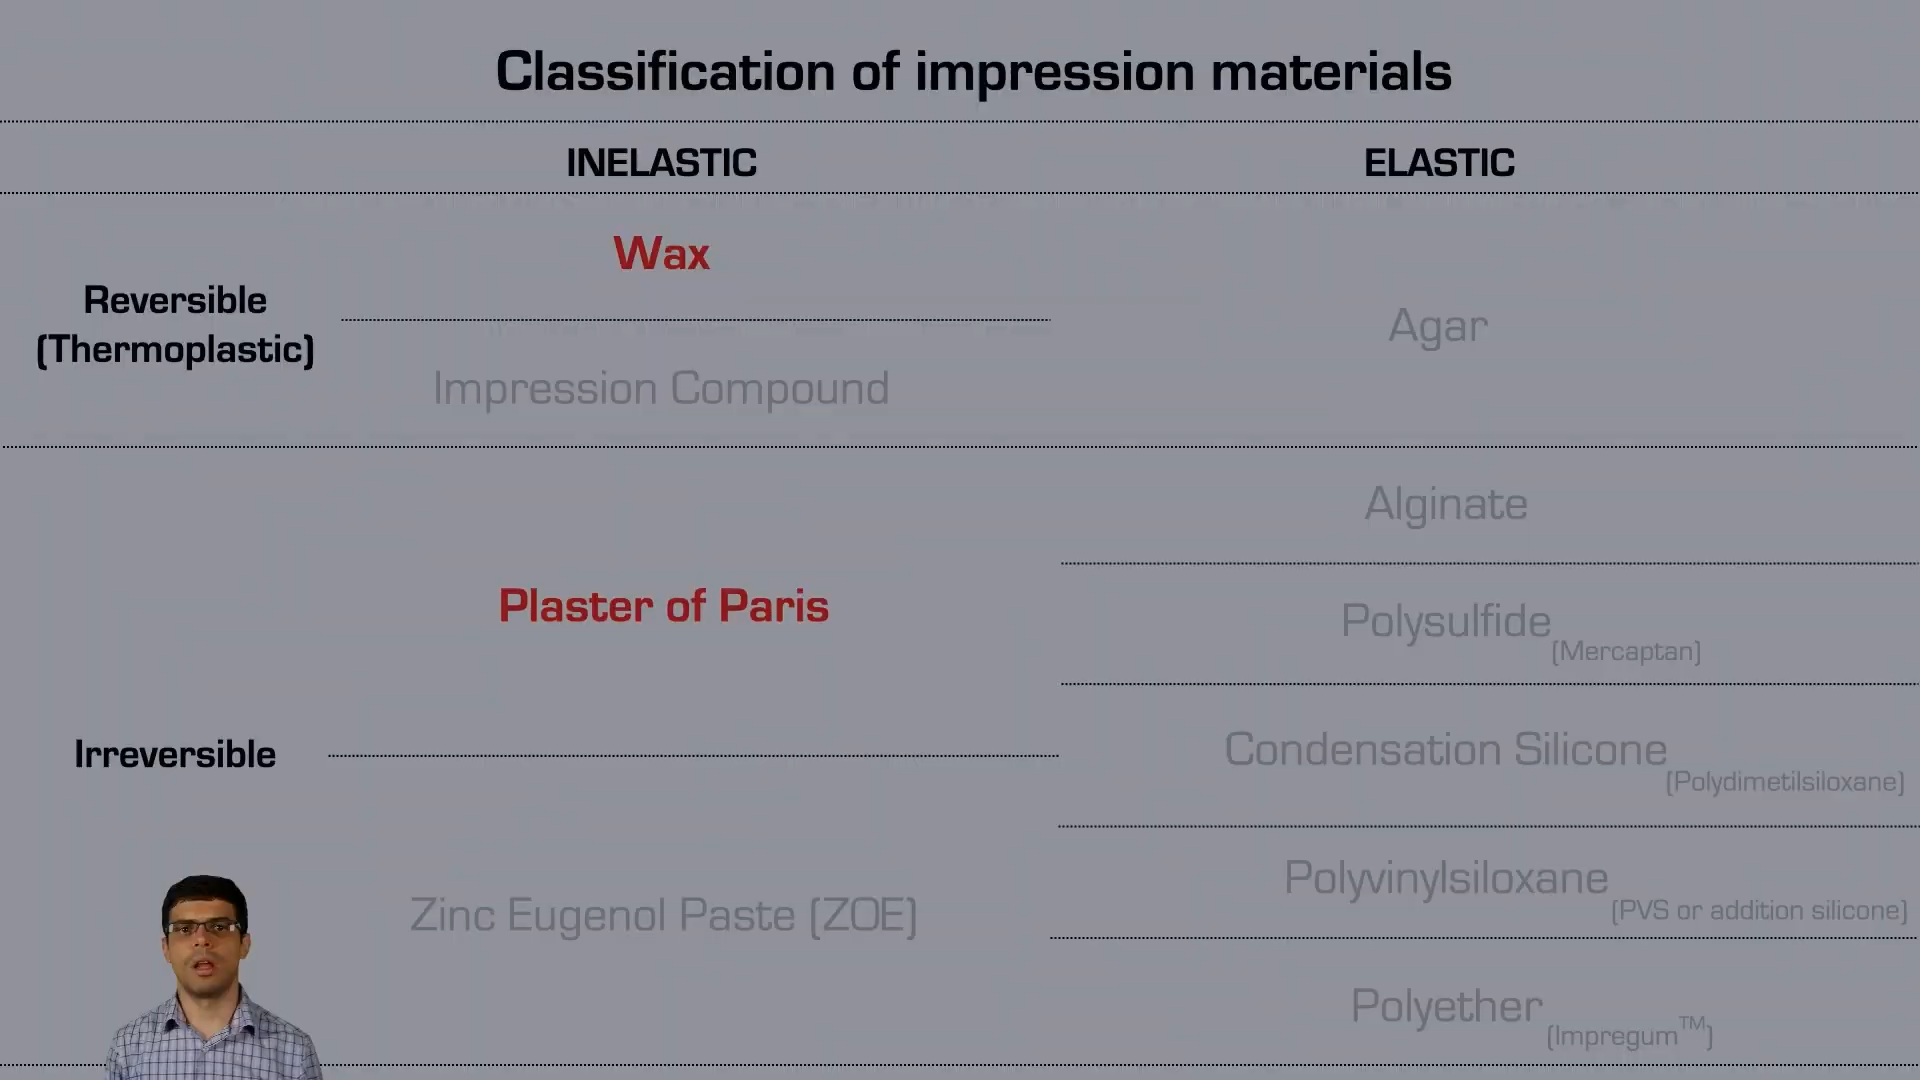 Classification of impression materials
INELASTIC
ELASTIC
Reversible
(Thermoplastic)
Wax
Impression Compound
Agar
Irreversible
Plaster of Paris
Zinc Eugenol Paste (ZOE)
Alginate
Polysulfide
(Mercaptan)
Condensation Silicone
(Polydimetilsiloxane)
Polyvinylsiloxane
(PVS or addition silicone)
Polyether
(Impregum™)